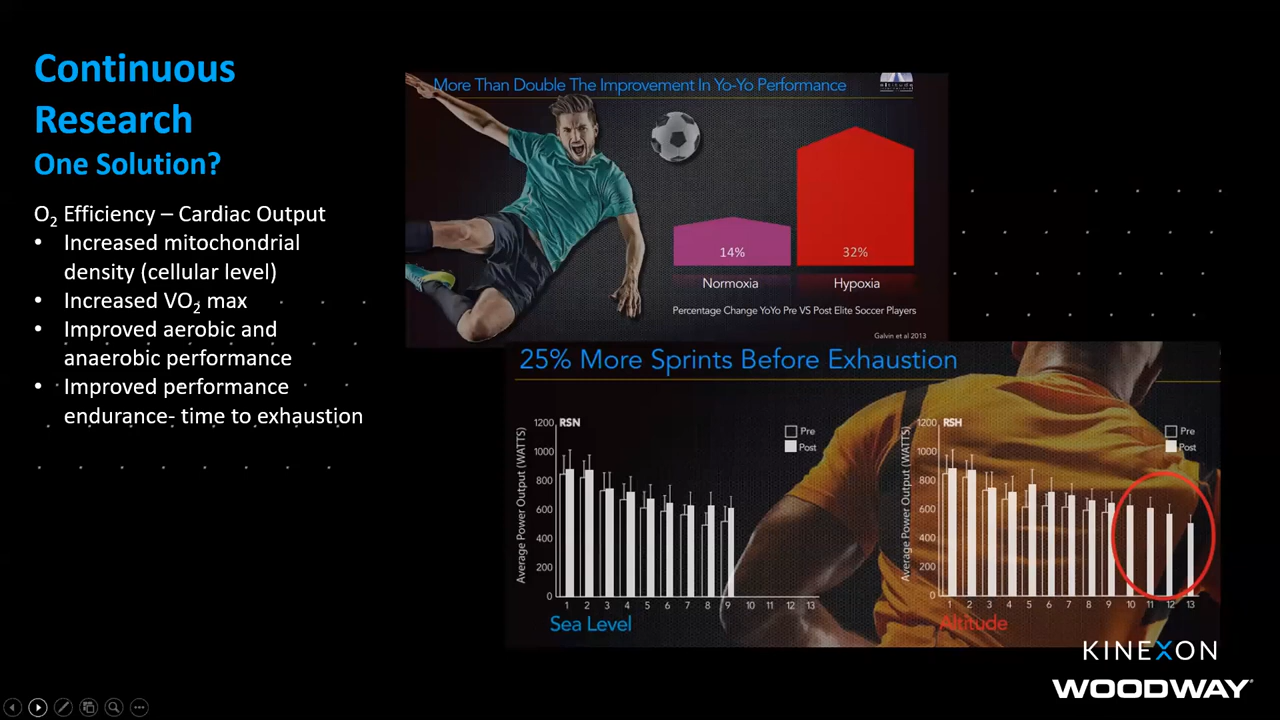 Continuous
Research
One Solution?
O₂ Efficiency – Cardiac Output
• Increased mitochondrial
density (cellular level)
• Increased VO₂ max
• Improved aerobic and
anaerobic performance
• Improved performance
endurance- time to exhaustion
More Than Double The Improvement In Yo-Yo Performance
14%
32%
Normoxia
Hypoxia
Percentage Change YoYo Pre VS Post Elite Soccer Players
Galvin et al 2013
25% More Sprints Before Exhaustion
Average Power Output (WATTS)
1200
1000
800
600
400
200
0
RSN
Pre
Post
1 2 3 4 5 6 7 8 9 10 11 12 13
Sea Level
Average Power Output (WATTS)
1200
1000
800
600
400
200
0
RSH
Pre
Post
1 2 3 4 5 6 7 8 9 10 11 12 13
Altitude
KINEXON
WOODWAY